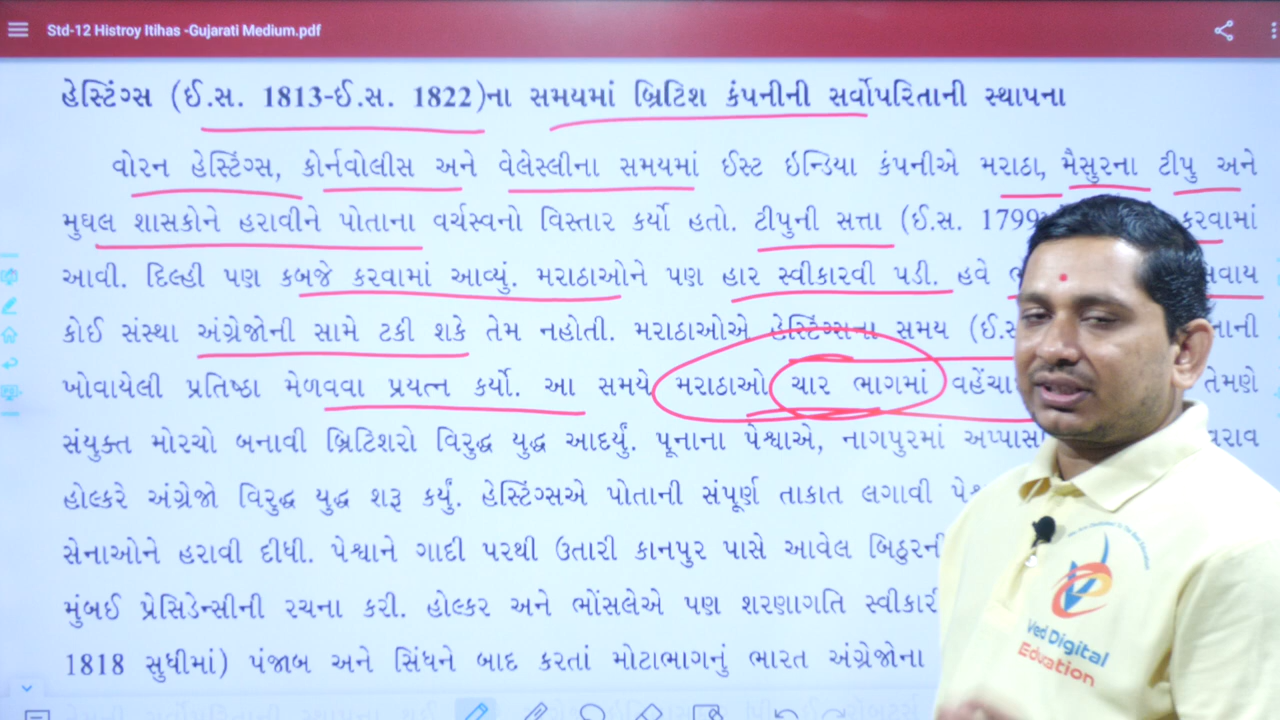 Std-12 Histroy Itihas -Gujarati Medium.pdf
હેસ્ટિંગ્સ (ઈ.સ. 1813-ઈ.સ. 1822)ના સમયમાં બ્રિટિશ કંપનીની સર્વોપરિતાની સ્થાપના
વોરન હેસ્ટિંગ્સ, કોર્નવોલીસ અને વેલેસ્લીના સમયમાં ઈસ્ટ ઇન્ડિયા કંપનીએ મરાઠા, મૈસુરના ટીપુ અને
મુઘલ શાસકોને હરાવીને પોતાના વર્ચસ્વનો વિસ્તાર કર્યો હતો. ટીપુની સત્તા (ઈ.સ. 1799 કરવામાં
આવી. દિલ્હી પણ કબજે કરવામાં આવ્યું. મરાઠાઓને પણ હાર સ્વીકારવી પડી. હવે
કોઈ સંસ્થા અંગ્રેજોની સામે ટકી શકે તેમ નહોતી. મરાઠાઓએ હેસ્ટિંગ્સના સમય
ખોવાયેલી પ્રતિષ્ઠા મેળવવા પ્રયત્ન કર્યો. આ સમયે મરાઠાઓ ચાર ભાગમાં તેમણે
સંયુક્ત મોરચો બનાવી બ્રિટિશરો વિરુદ્ધ યુદ્ધ આદર્યું. પૂનાના પેશ્વાએ, નાગપુરમાં
હોલ્કરે અંગ્રેજો વિરુદ્ધ યુદ્ધ શરૂ કર્યું. હેસ્ટિંગ્સએ પોતાની સંપૂર્ણ તાકાત લગાવી
સેનાઓને હરાવી દીધી. પેશ્વાને ગાદી પરથી ઉતારી કાનપુર પાસે આવેલ
મુંબઈ પ્રેસિડેન્સીની રચના કરી. હોલ્કર અને ભોંસલેએ પણ શરણાગતિ
1818 સુધીમાં) પંજાબ અને સિંધને બાદ કરતાં મોટાભાગનું ભારત અંગ્રેજોના
Ved Digital
Education